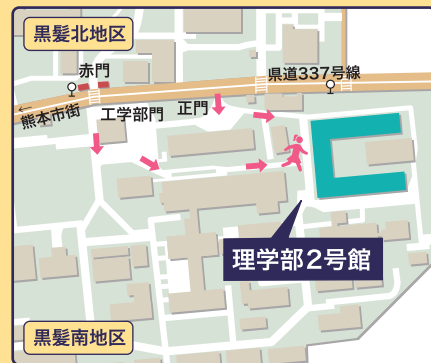 黒髪北地区
赤門
県道337号線
←
熊本市街
工学部門
正門
理学部2号館
黒髪南地区